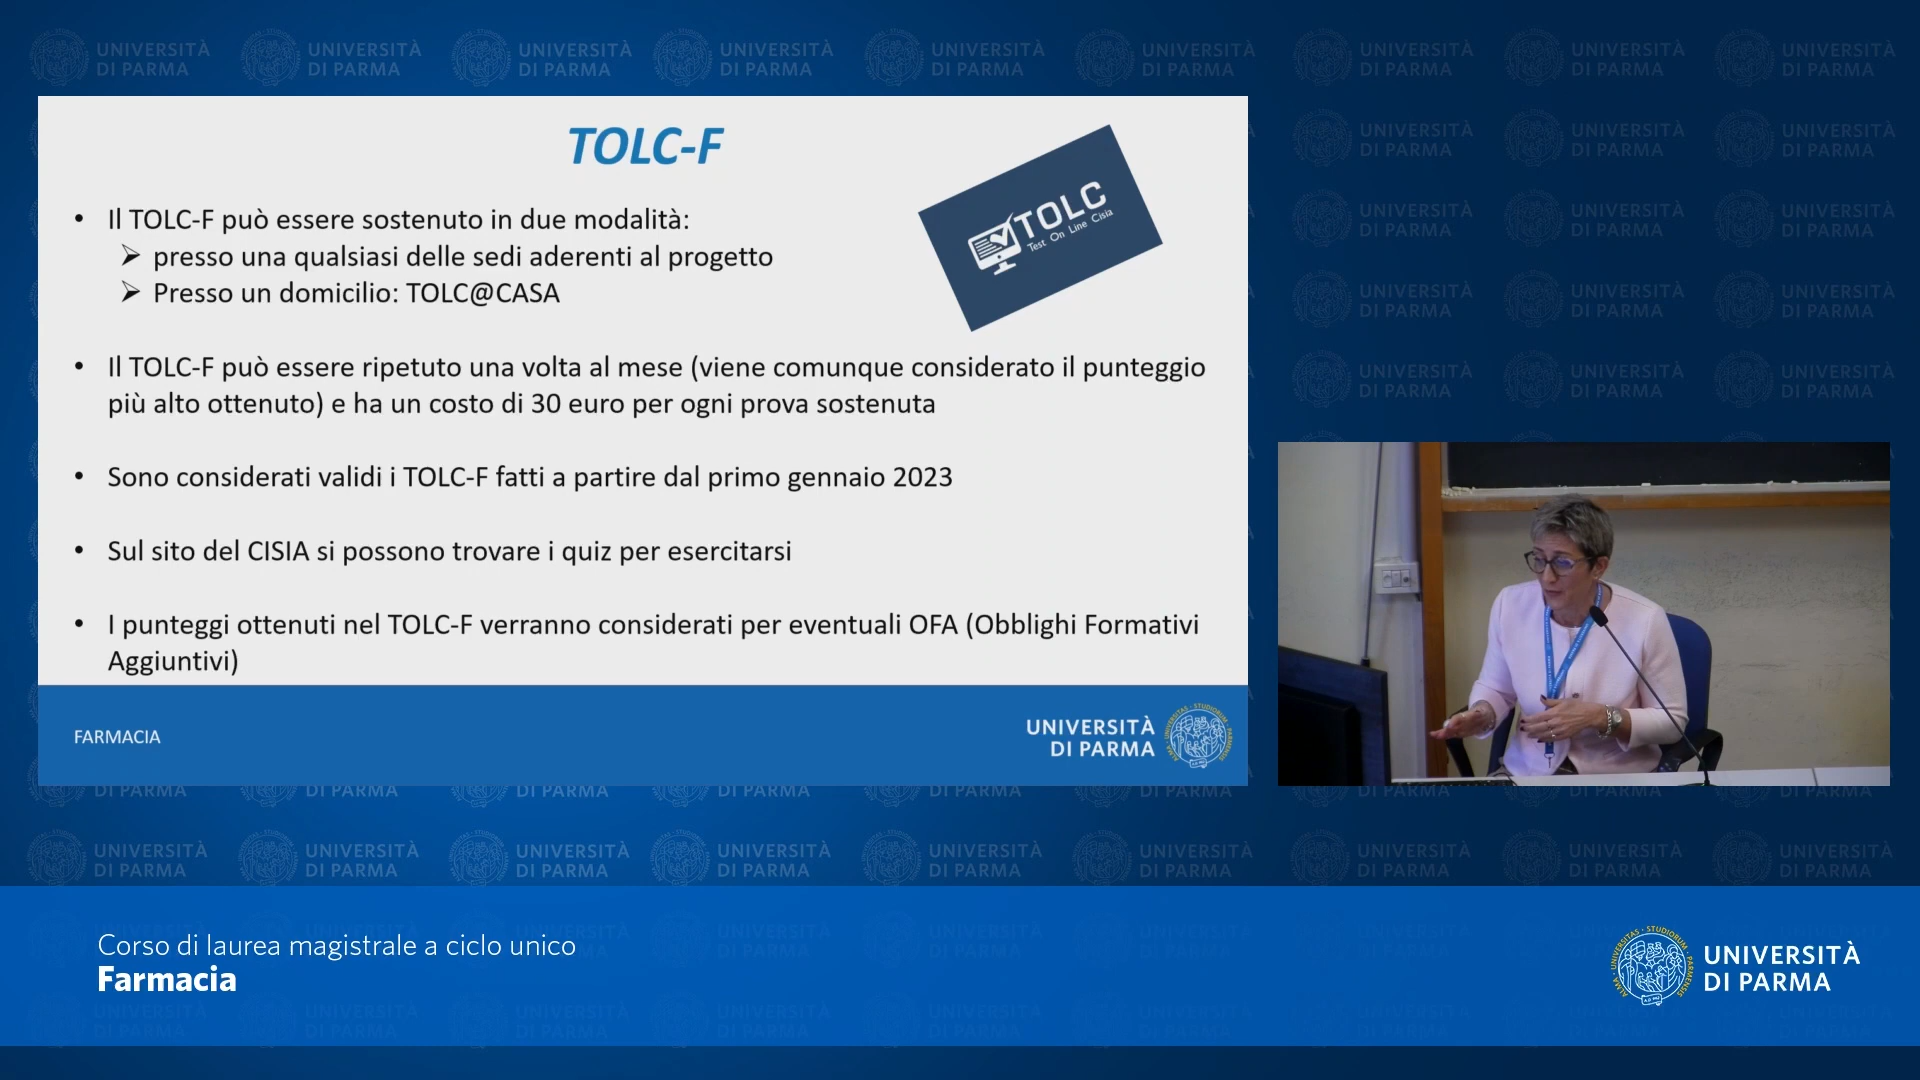 TOLC-F
TOLC
Test On Line Cisia
• Il TOLC-F può essere sostenuto in due modalità:
➢ presso una qualsiasi delle sedi aderenti al progetto
➢ Presso un domicilio: TOLC@CASA
• Il TOLC-F può essere ripetuto una volta al mese (viene comunque considerato il punteggio
più alto ottenuto) e ha un costo di 30 euro per ogni prova sostenuta
• Sono considerati validi i TOLC-F fatti a partire dal primo gennaio 2023
• Sul sito del CISIA si possono trovare i quiz per esercitarsi
• I punteggi ottenuti nel TOLC-F verranno considerati per eventuali OFA (Obblighi Formativi
Aggiuntivi)
FARMACIA
UNIVERSITÀ
DI PARMA
Corso di laurea magistrale a ciclo unico
Farmacia
UNIVERSITÀ
DI PARMA